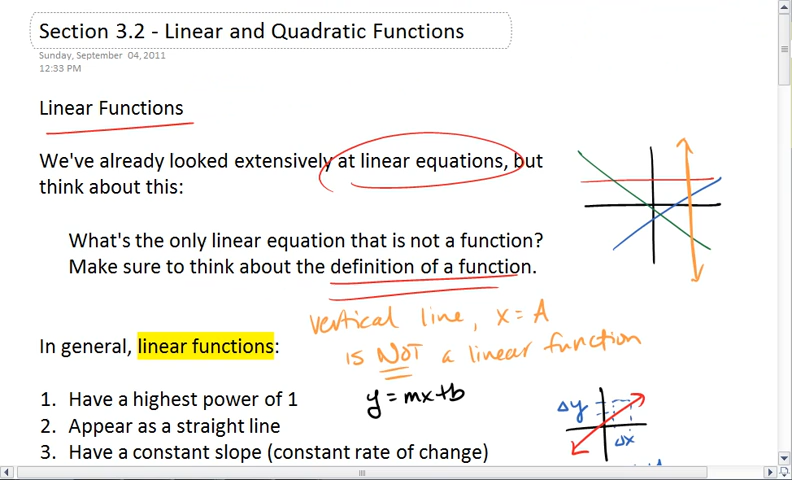 Section 3.2 - Linear and Quadratic Functions
Sunday, September 04, 2011
12:33 PM
Linear Functions
We've already looked extensively at linear equations, but
think about this:
What's the only linear equation that is not a function?
Make sure to think about the definition of a function.
vertical line, x = A
is NOT a linear function
In general, linear functions:
y = mx+b
1. Have a highest power of 1
2. Appear as a straight line
3. Have a constant slope (constant rate of change)
Δy
Δx